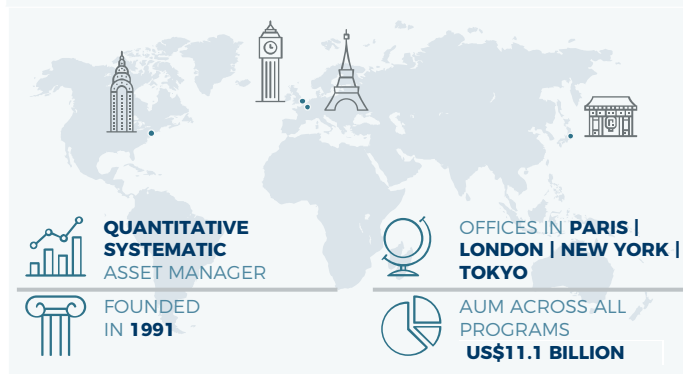 QUANTITATIVE
SYSTEMATIC
ASSET MANAGER
OFFICES IN PARIS |
LONDON | NEW YORK |
TOKYO
FOUNDED
IN 1991
AUM ACROSS ALL
PROGRAMS
US$11.1 BILLION